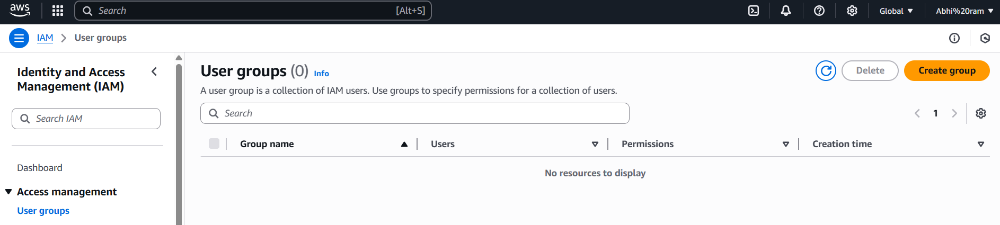 aws
Search [Alt+S] Global Abhi%20ram
IAM User groups
Identity and Access
Management (IAM)
Search IAM
Dashboard
Access management
User groups
User groups (0) Info
Delete
Create group
A user group is a collection of IAM users. Use groups to specify permissions for a collection of users.
Search
1
Group name Users Permissions Creation time
No resources to display